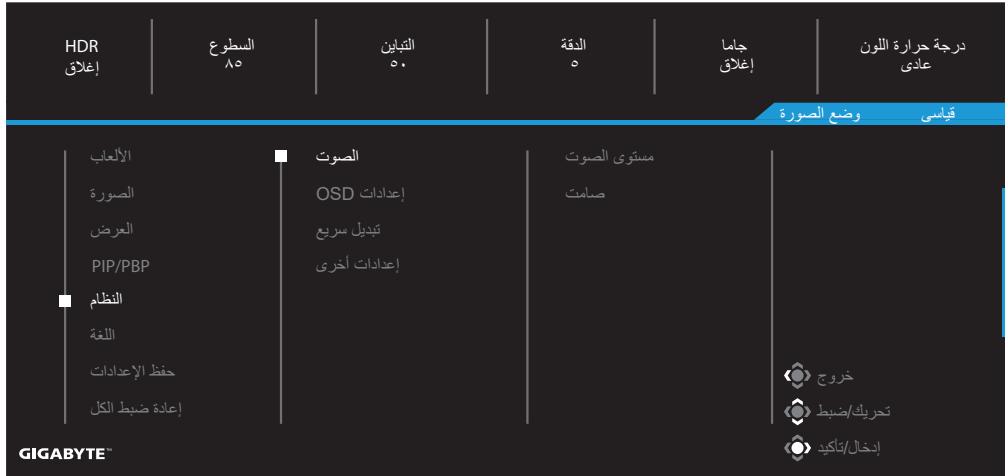 HDR
إغلاق
السطوع
٨٥
التباين
٥٠
الدقة
٥
جاما
إغلاق
درجة حرارة اللون
عادى
وضع الصورة
قياسى
الألعاب
الصورة
العرض
PIP/PBP
النظام
اللغة
حفظ الإعدادات
إعادة ضبط الكل
الصوت
إعدادات OSD
تبديل سريع
إعدادات أخرى
مستوى الصوت
صامت
خروج
تحريك/ضبط
إدخال/تأكيد
GIGABYTE™